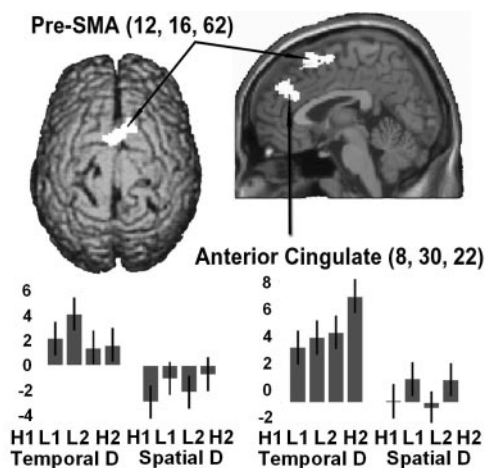 Pre-SMA (12, 16, 62)
Anterior Cingulate (8, 30, 22)
6
4
2
0
-2
-4
H1 L1 L2 H2 H1 L1 L2 H2
Temporal D Spatial D
8
6
4
2
0
-2
H1 L1 L2 H2 H1 L1 L2 H2
Temporal D Spatial D